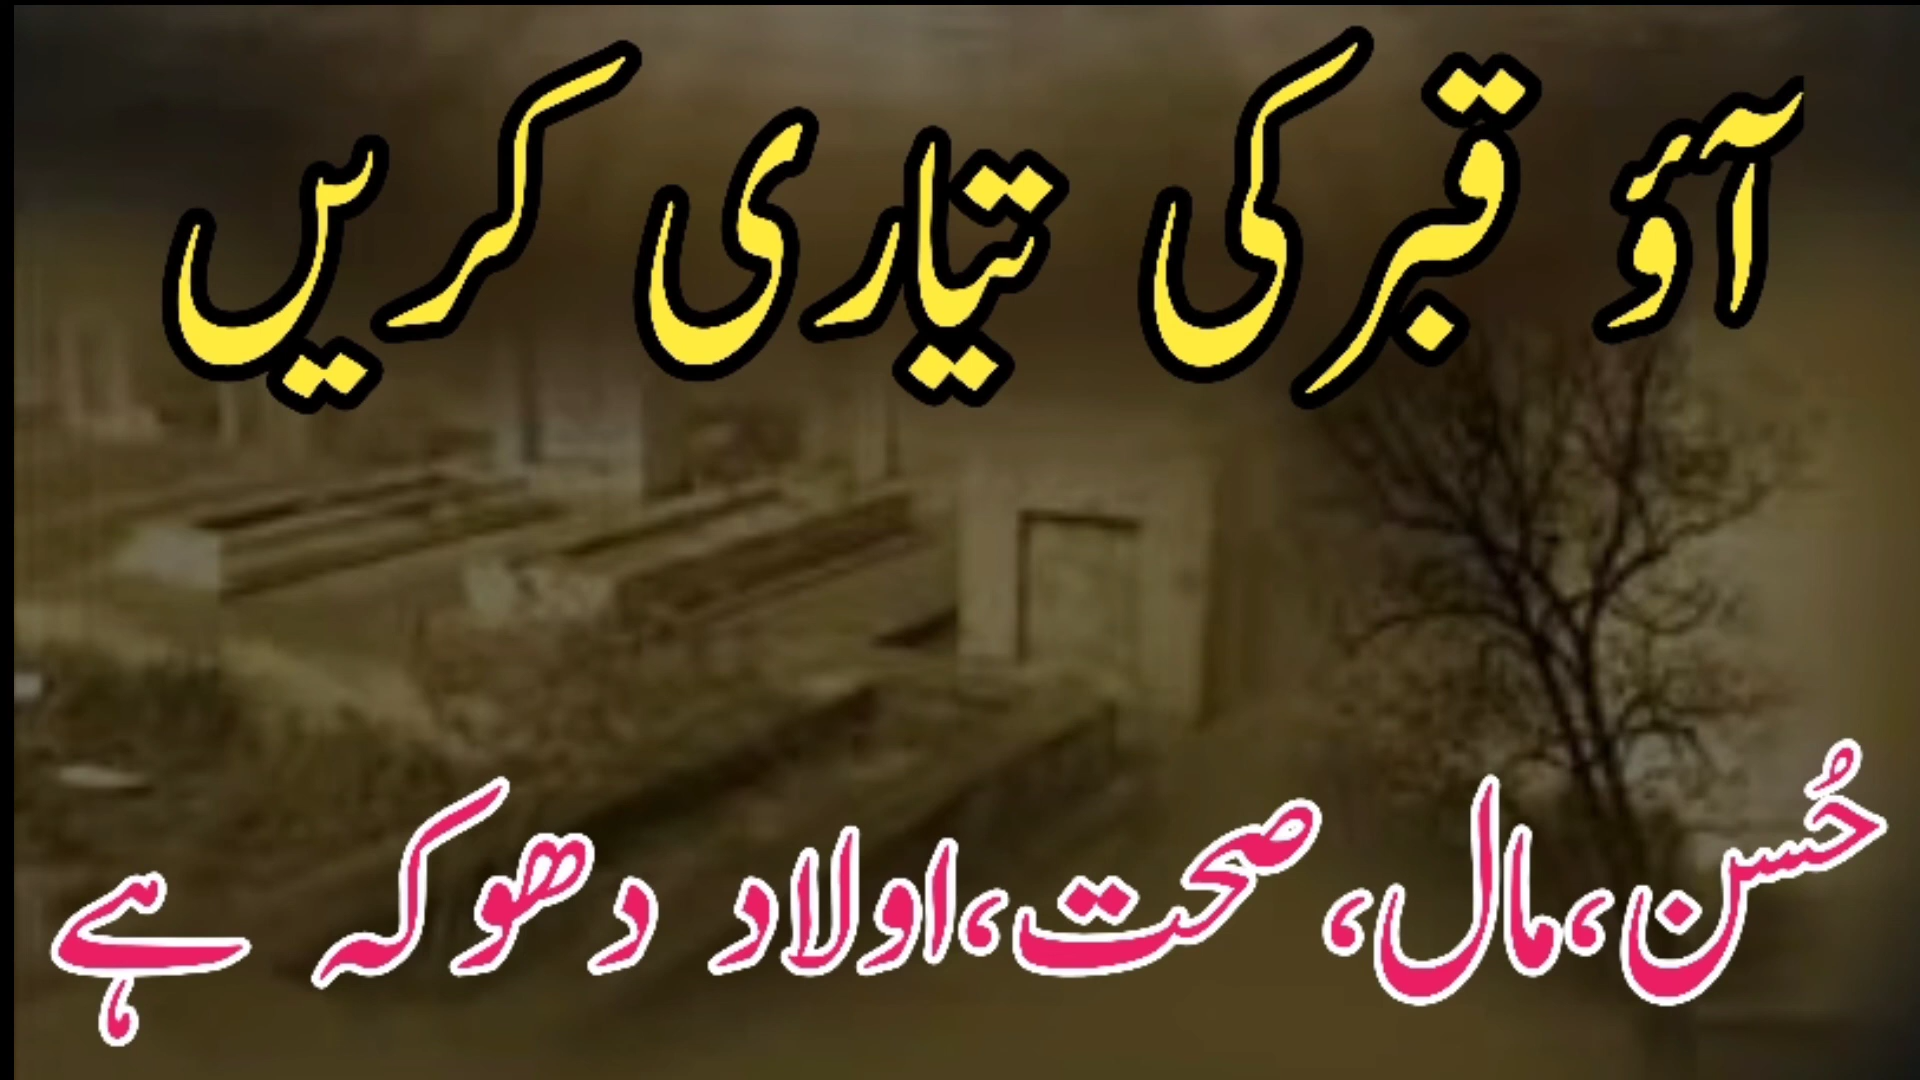 آؤ قبر کی تیاری کریں
حُسن،مال،صحت،اولاد دھوکہ ہے